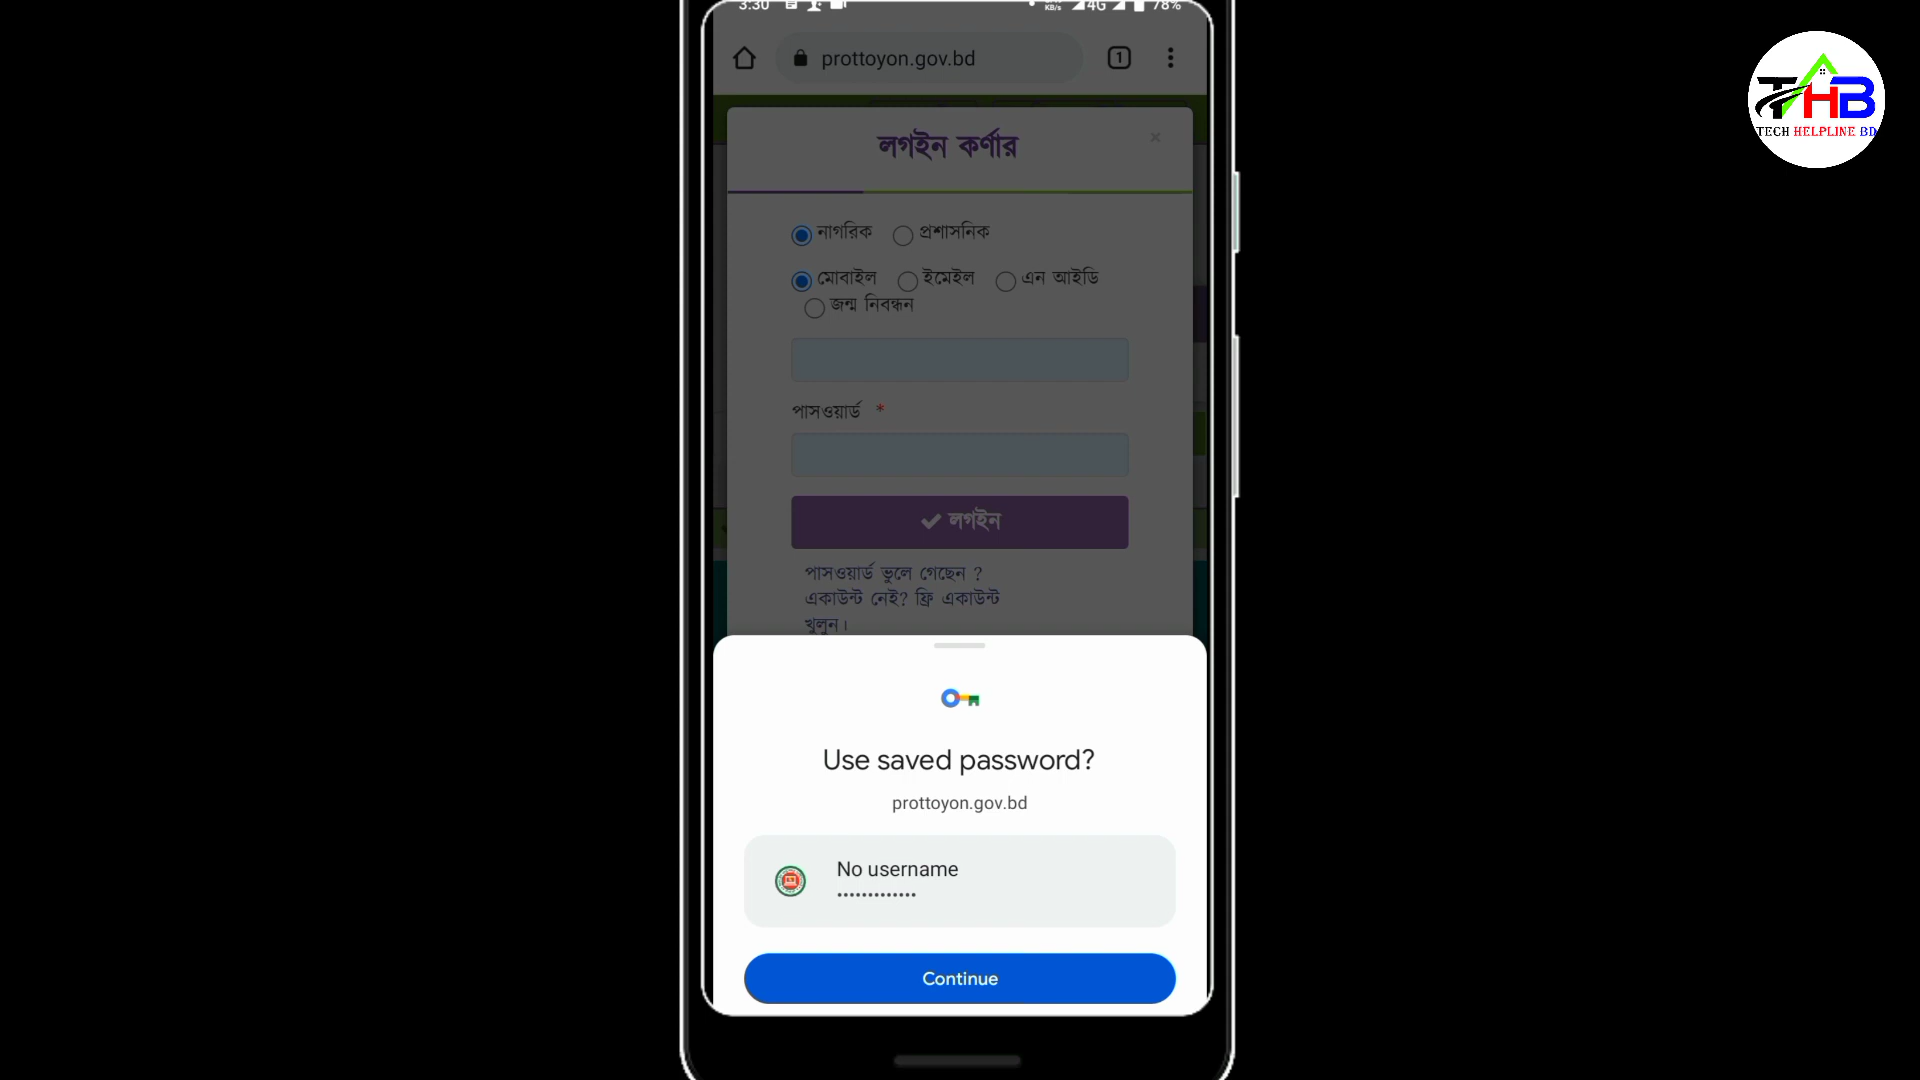 3:30 KB/s 4G 78%
prottoyon.gov.bd 1
THB
TECH HELPLINE BD
লগইন কর্ণার ×
নাগরিক প্রশাসনিক
মোবাইল ইমেইল এন আইডি
জন্ম নিবন্ধন
পাসওয়ার্ড *
লগইন
পাসওয়ার্ড ভুলে গেছেন ?
একাউন্ট নেই? ফ্রি একাউন্ট
খুলুন।
Use saved password?
prottoyon.gov.bd
No username
•••••••••••••
Continue